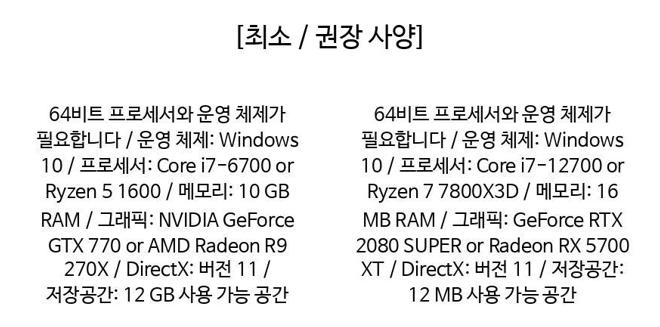 [최소 / 권장 사양]
64비트 프로세서와 운영 체제가
필요합니다 / 운영 체제: Windows
10 / 프로세서: Core i7-6700 or
Ryzen 5 1600 / 메모리: 10 GB
RAM / 그래픽: NVIDIA GeForce
GTX 770 or AMD Radeon R9
270X / DirectX: 버전 11 /
저장공간: 12 GB 사용 가능 공간
64비트 프로세서와 운영 체제가
필요합니다 / 운영 체제: Windows
10 / 프로세서: Core i7-12700 or
Ryzen 7 7800X3D / 메모리: 16
MB RAM / 그래픽: GeForce RTX
2080 SUPER or Radeon RX 5700
XT / DirectX: 버전 11 / 저장공간:
12 MB 사용 가능 공간